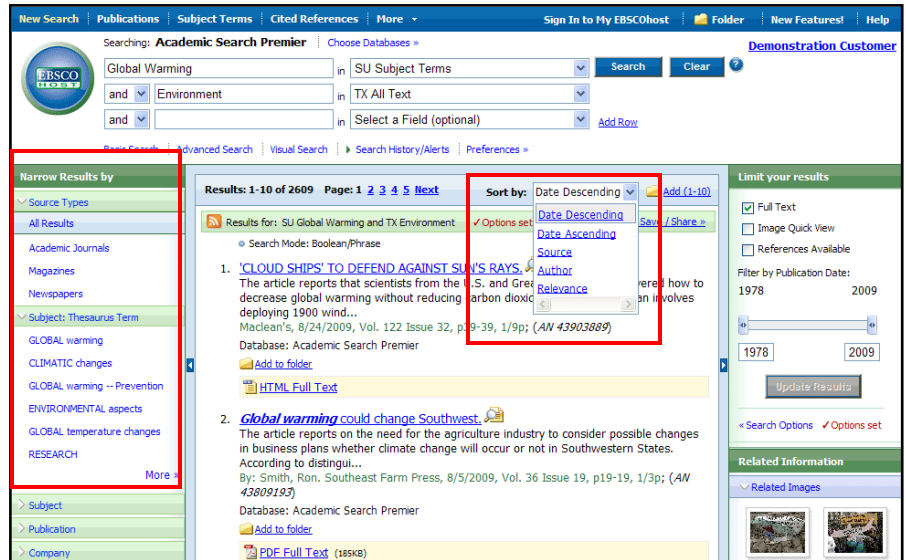 New Search Publications Subject Terms Cited References More Sign In to My EBSCOhost Folder New Features! Help
Searching: Academic Search Premier Choose Databases »
Demonstration Customer
EBSCO
HOST
Global Warming in SU Subject Terms Search Clear ?
and Environment in TX All Text
and in Select a Field (optional) Add Row
Basic Search Advanced Search Visual Search Search History/Alerts Preferences »
Narrow Results by
Source Types
All Results
Academic Journals
Magazines
Newspapers
Subject: Thesaurus Term
GLOBAL warming
CLIMATIC changes
GLOBAL warming -- Prevention
ENVIRONMENTAL aspects
GLOBAL temperature changes
RESEARCH
More »
Subject
Publication
Company
Results: 1-10 of 2609 Page: 1 2 3 4 5 Next Sort by: Date Descending Add (1-10)
Results for: SU Global Warming and TX Environment ✓Options set Save / Share »
Date Descending
Date Ascending
Source
Author
Relevance
Search Mode: Boolean/Phrase
1. 'CLOUD SHIPS' TO DEFEND AGAINST SUN'S RAYS.
The article reports that scientists from the U.S. and Grea ered how to
decrease global warming without reducing carbon dioxid an involves
deploying 1900 wind...
Maclean's, 8/24/2009, Vol. 122 Issue 32, p39-39, 1/9p; (AN 43903889)
Database: Academic Search Premier
Add to folder
HTML Full Text
2. Global warming could change Southwest.
The article reports on the need for the agriculture industry to consider possible changes
in business plans whether climate change will occur or not in Southwestern States.
According to distingui...
By: Smith, Ron. Southeast Farm Press, 8/5/2009, Vol. 36 Issue 19, p19-19, 1/3p; (AN
43809193)
Database: Academic Search Premier
Add to folder
PDF Full Text (185KB)
Limit your results
Full Text
Image Quick View
References Available
Filter by Publication Date:
1978 2009
1978 2009
Update Results
« Search Options ✓Options set
Related Information
Related Images